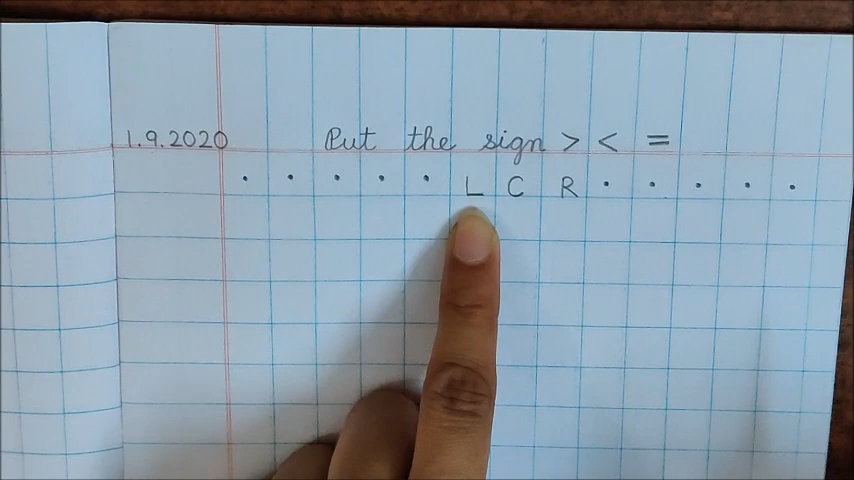 1.9.2020 Put the sign > < =
. . . . . L C R . . . . .